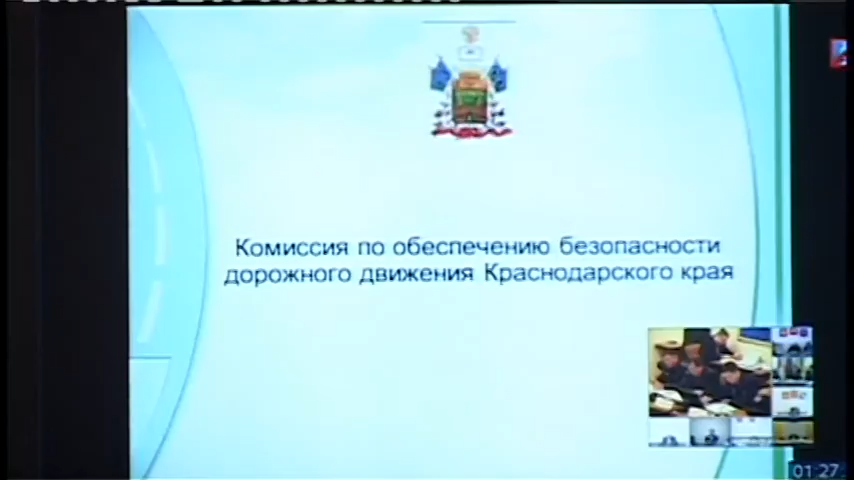 Комиссия по обеспечению безопасности
дорожного движения Краснодарского края
01:27